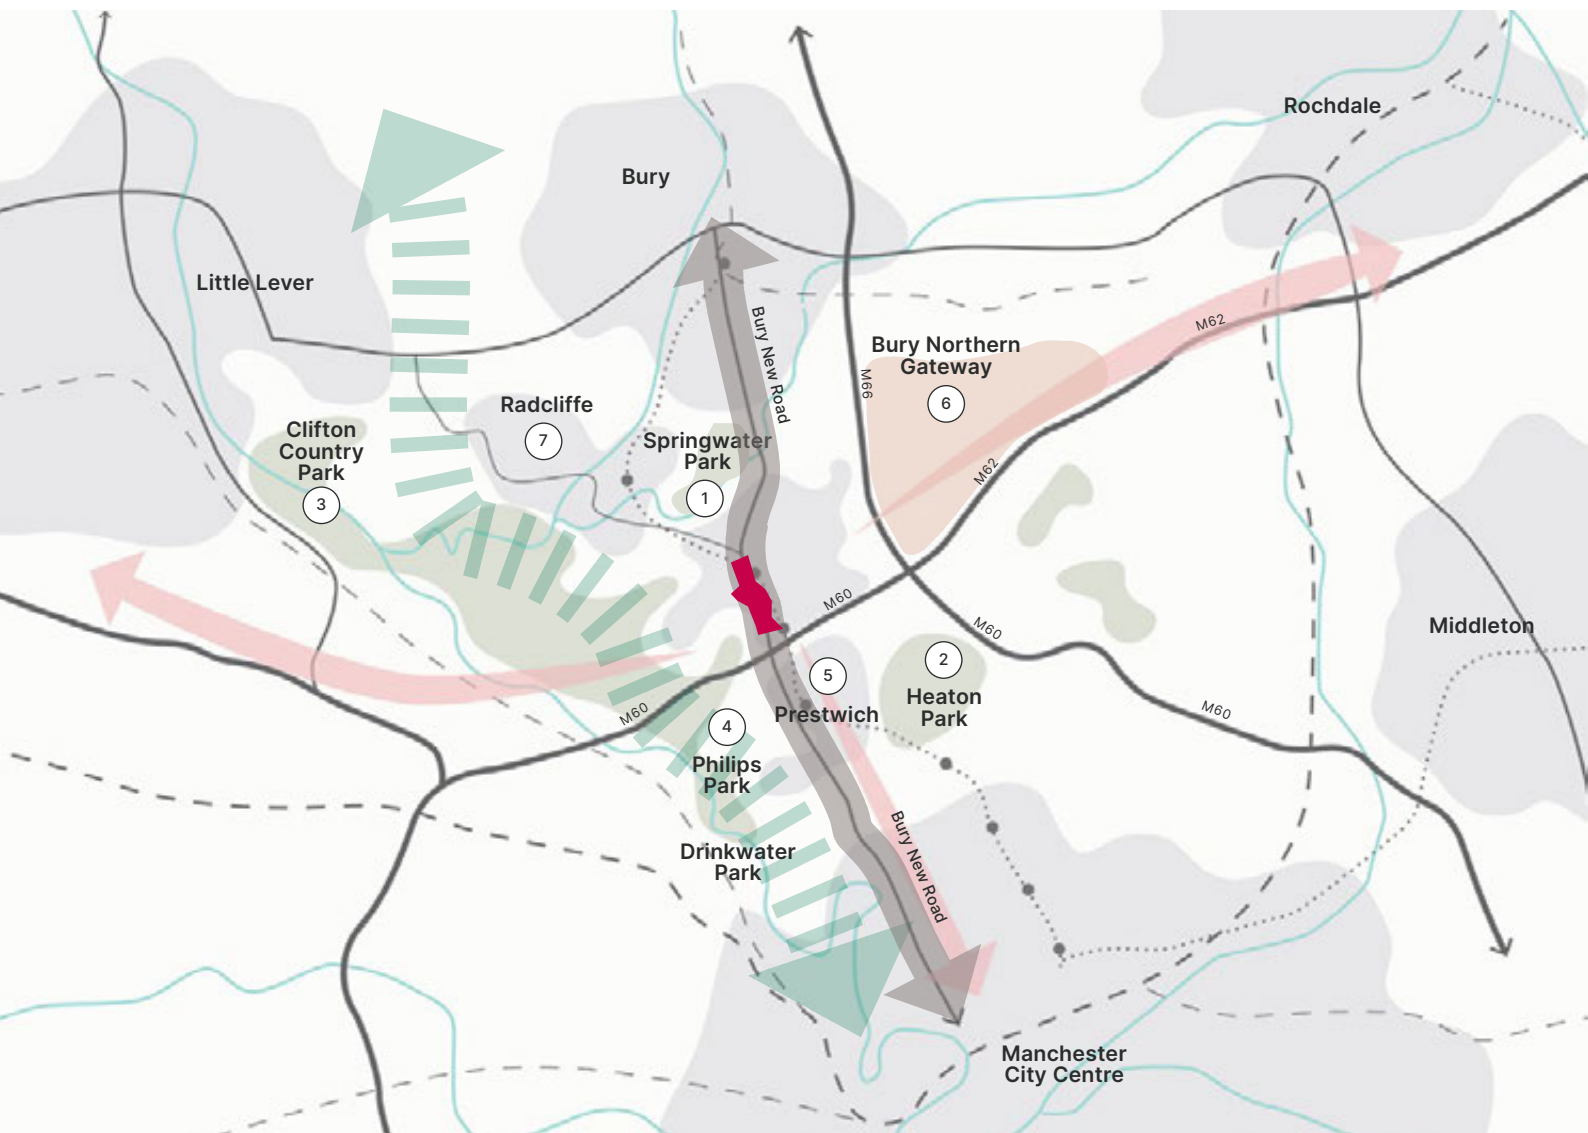 Rochdale
Bury
Little Lever
Bury New Road
M62
Bury Northern
Gateway
6
M66
Radcliffe
7
Springwater
Park
1
Clifton
Country
Park
3
M62
M60
M60
Middleton
2
Heaton
Park
5
Prestwich
M60
M60
4
Philips
Park
Bury New Road
Drinkwater
Park
Manchester
City Centre